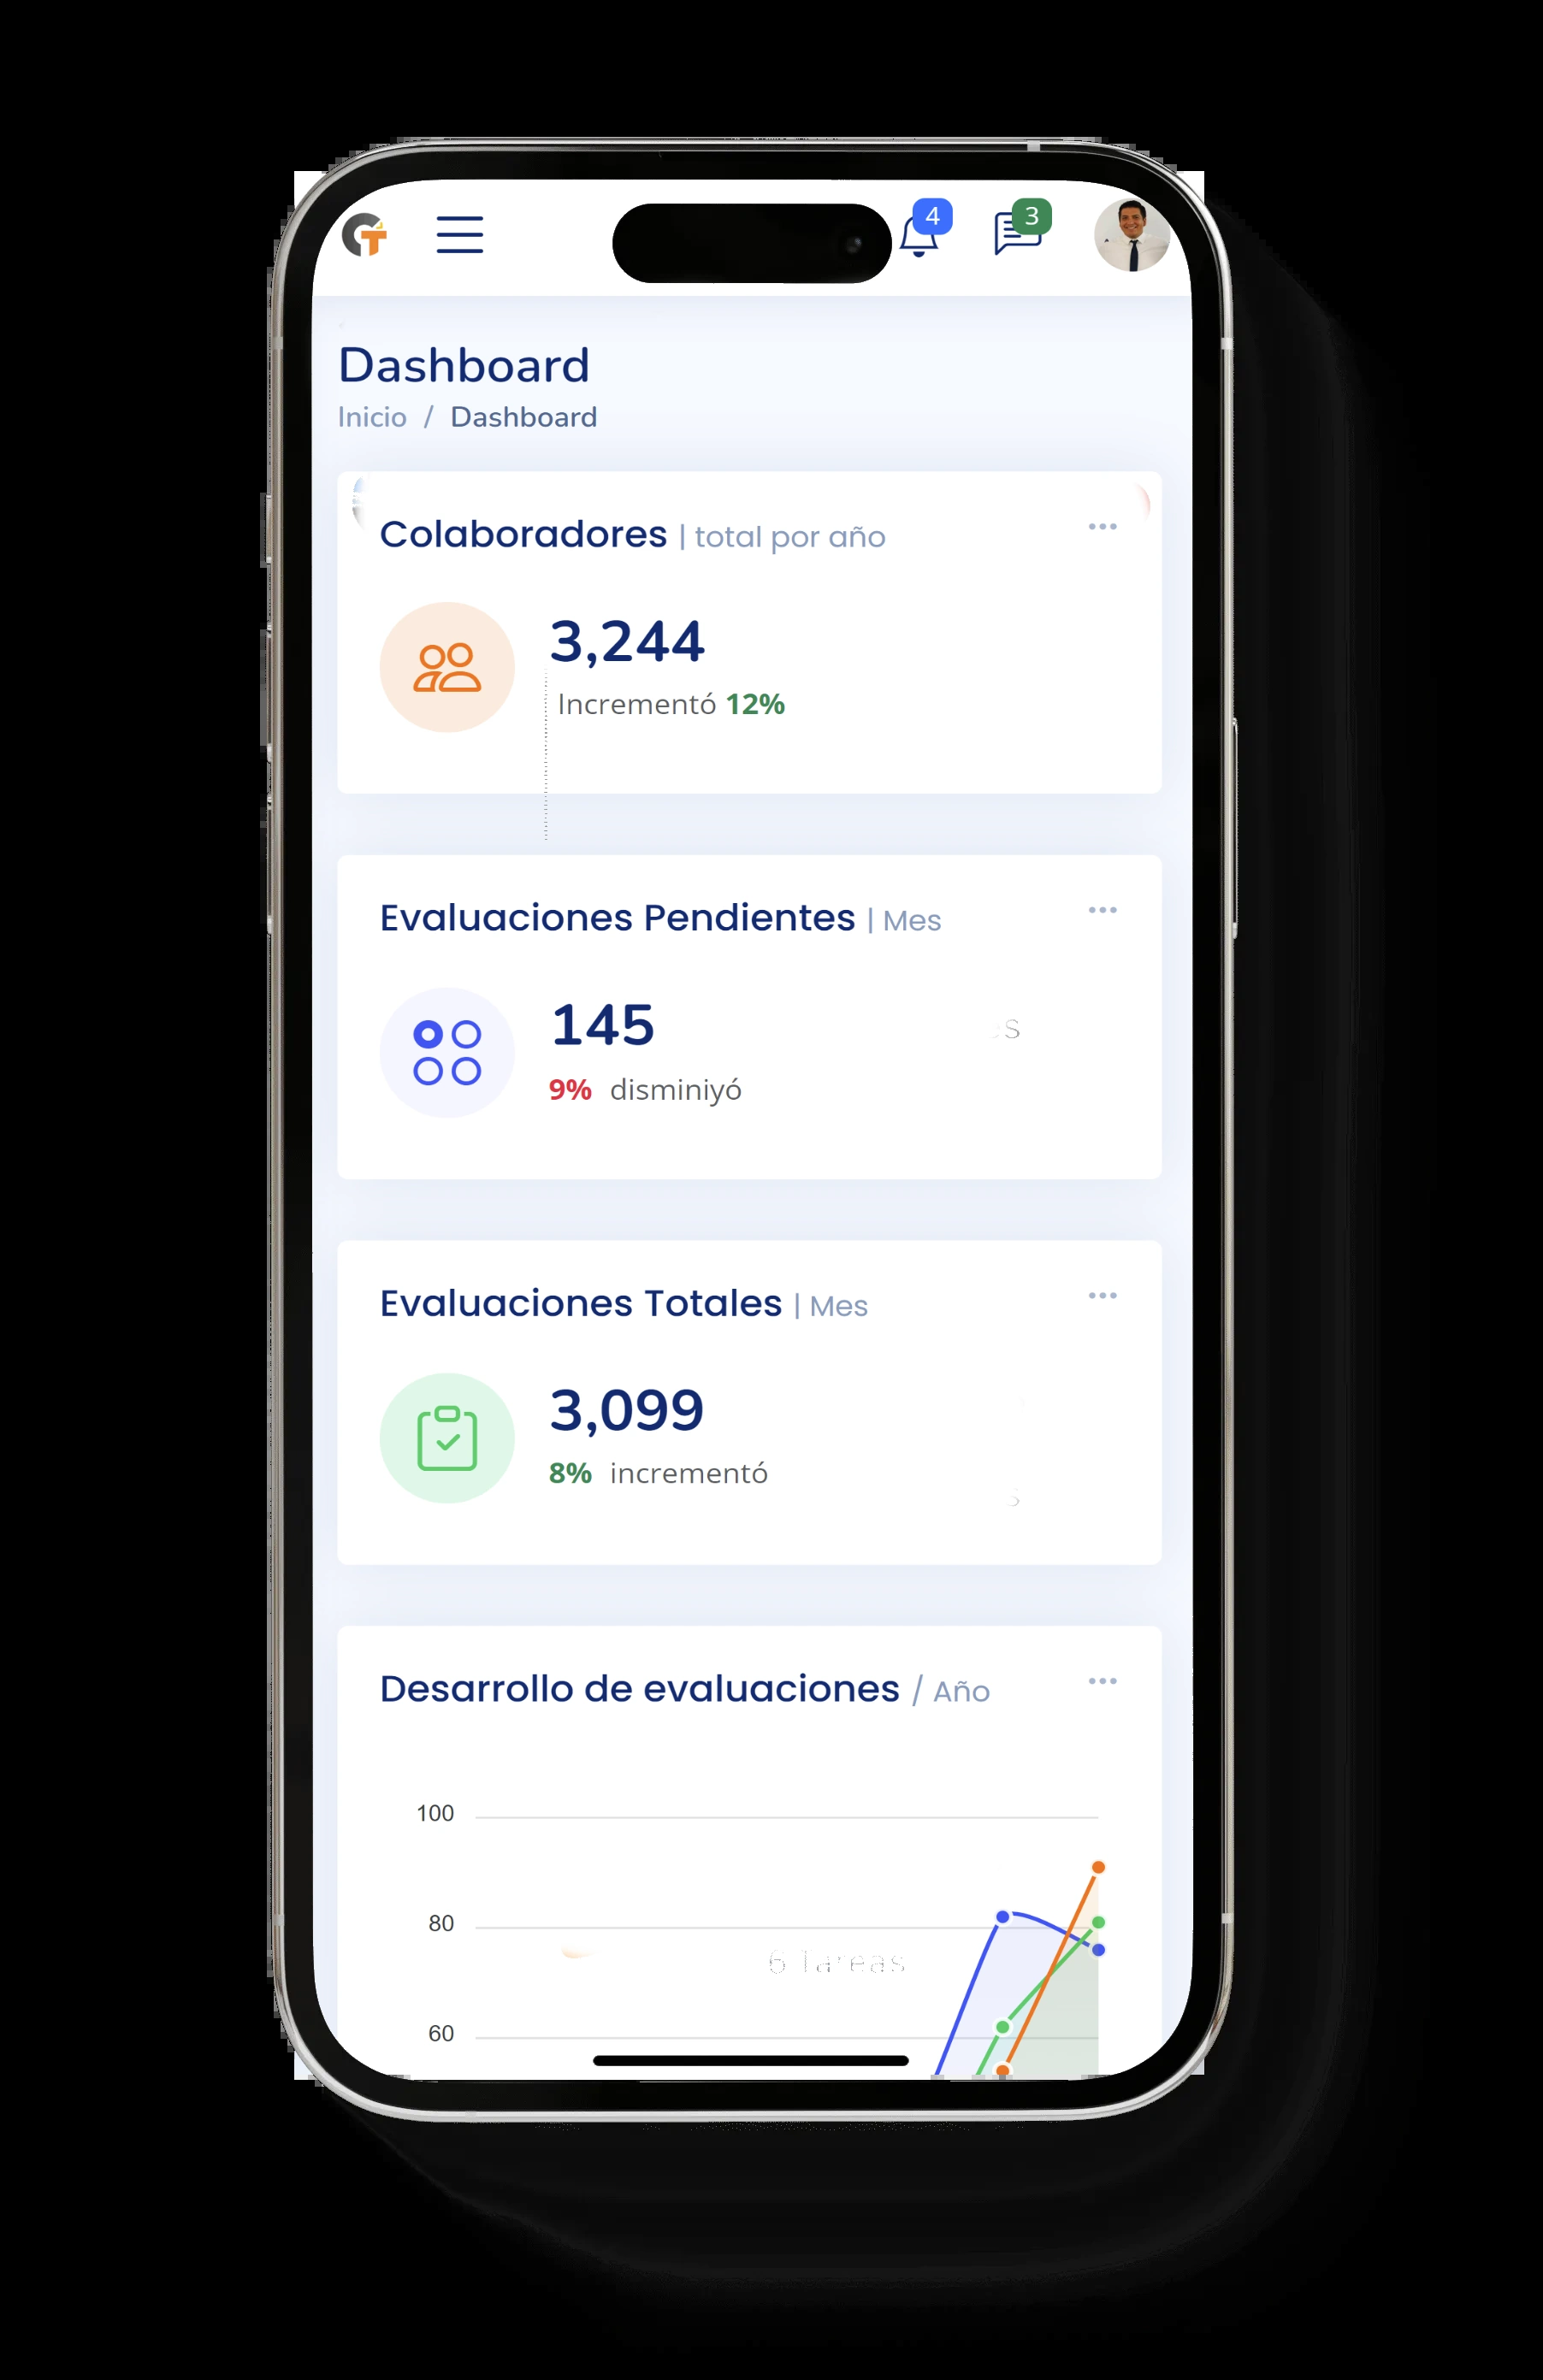 4
3
Dashboard
Inicio / Dashboard
Colaboradores | total por año
3,244
Incrementó 12%
Evaluaciones Pendientes | Mes
145
s
9% disminiyó
Evaluaciones Totales | Mes
3,099
8% incrementó
s
Desarrollo de evaluaciones / Año
100
80
6 Tareas
60